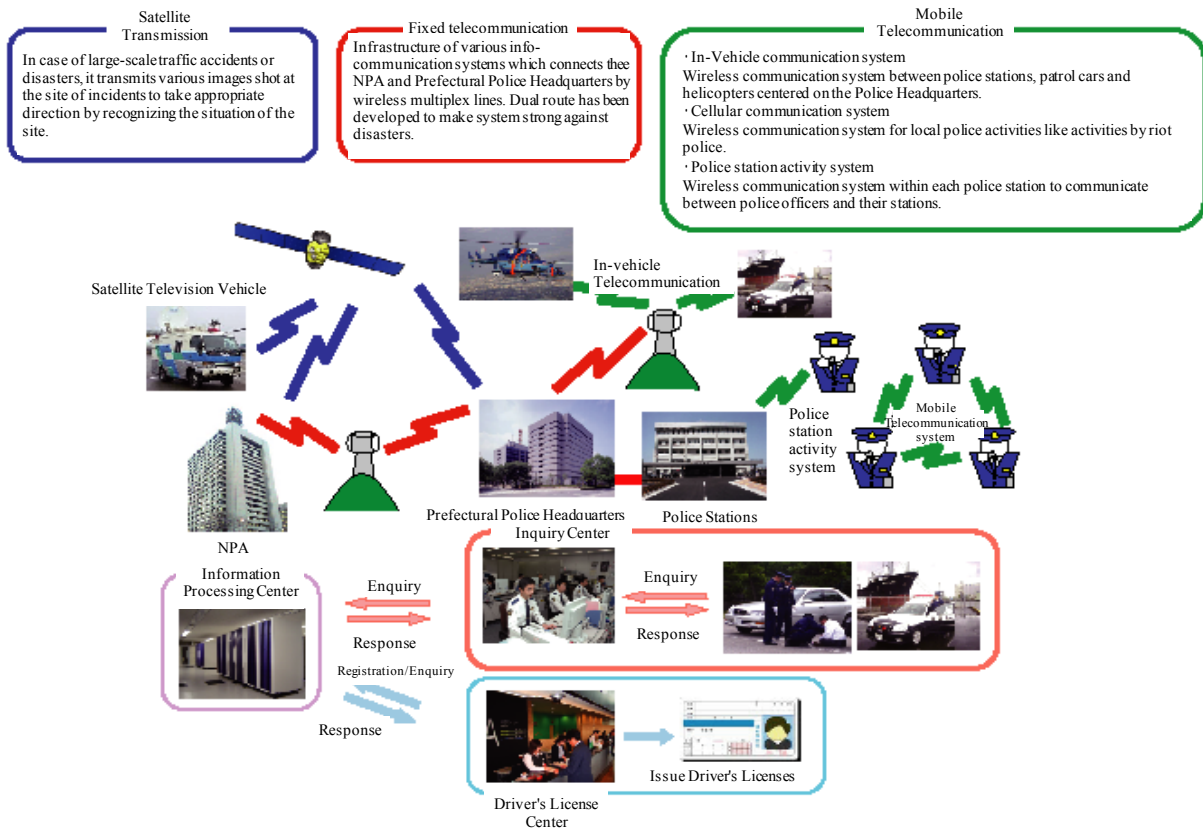 Satellite
Transmission
In case of large-scale traffic accidents or
disasters, it transmits various images shot at
the site of incidents to take appropriate
direction by recognizing the situation of the
site.
Fixed telecommunication
Infrastructure of various info-
communication systems which connects thee
NPA and Prefectural Police Headquarters by
wireless multiplex lines. Dual route has been
developed to make system strong against
disasters.
Mobile
Telecommunication
・In-Vehicle communication system
Wireless communication system between police stations, patrol cars and
helicopters centered on the Police Headquarters.
・Cellular communication system
Wireless communication system for local police activities like activities by riot
police.
・Police station activity system
Wireless communication system within each police station to communicate
between police officers and their stations.
Satellite Television Vehicle
In-vehicle
Telecommunication
Police
station
activity
system
Mobile
Telecommunication
system
NPA
Prefectural Police Headquarters
Police Stations
Information
Processing Center
Enquiry
Response
Inquiry Center
Enquiry
Response
Registration/Enquiry
Response
Driver's License
Center
Issue Driver's Licenses